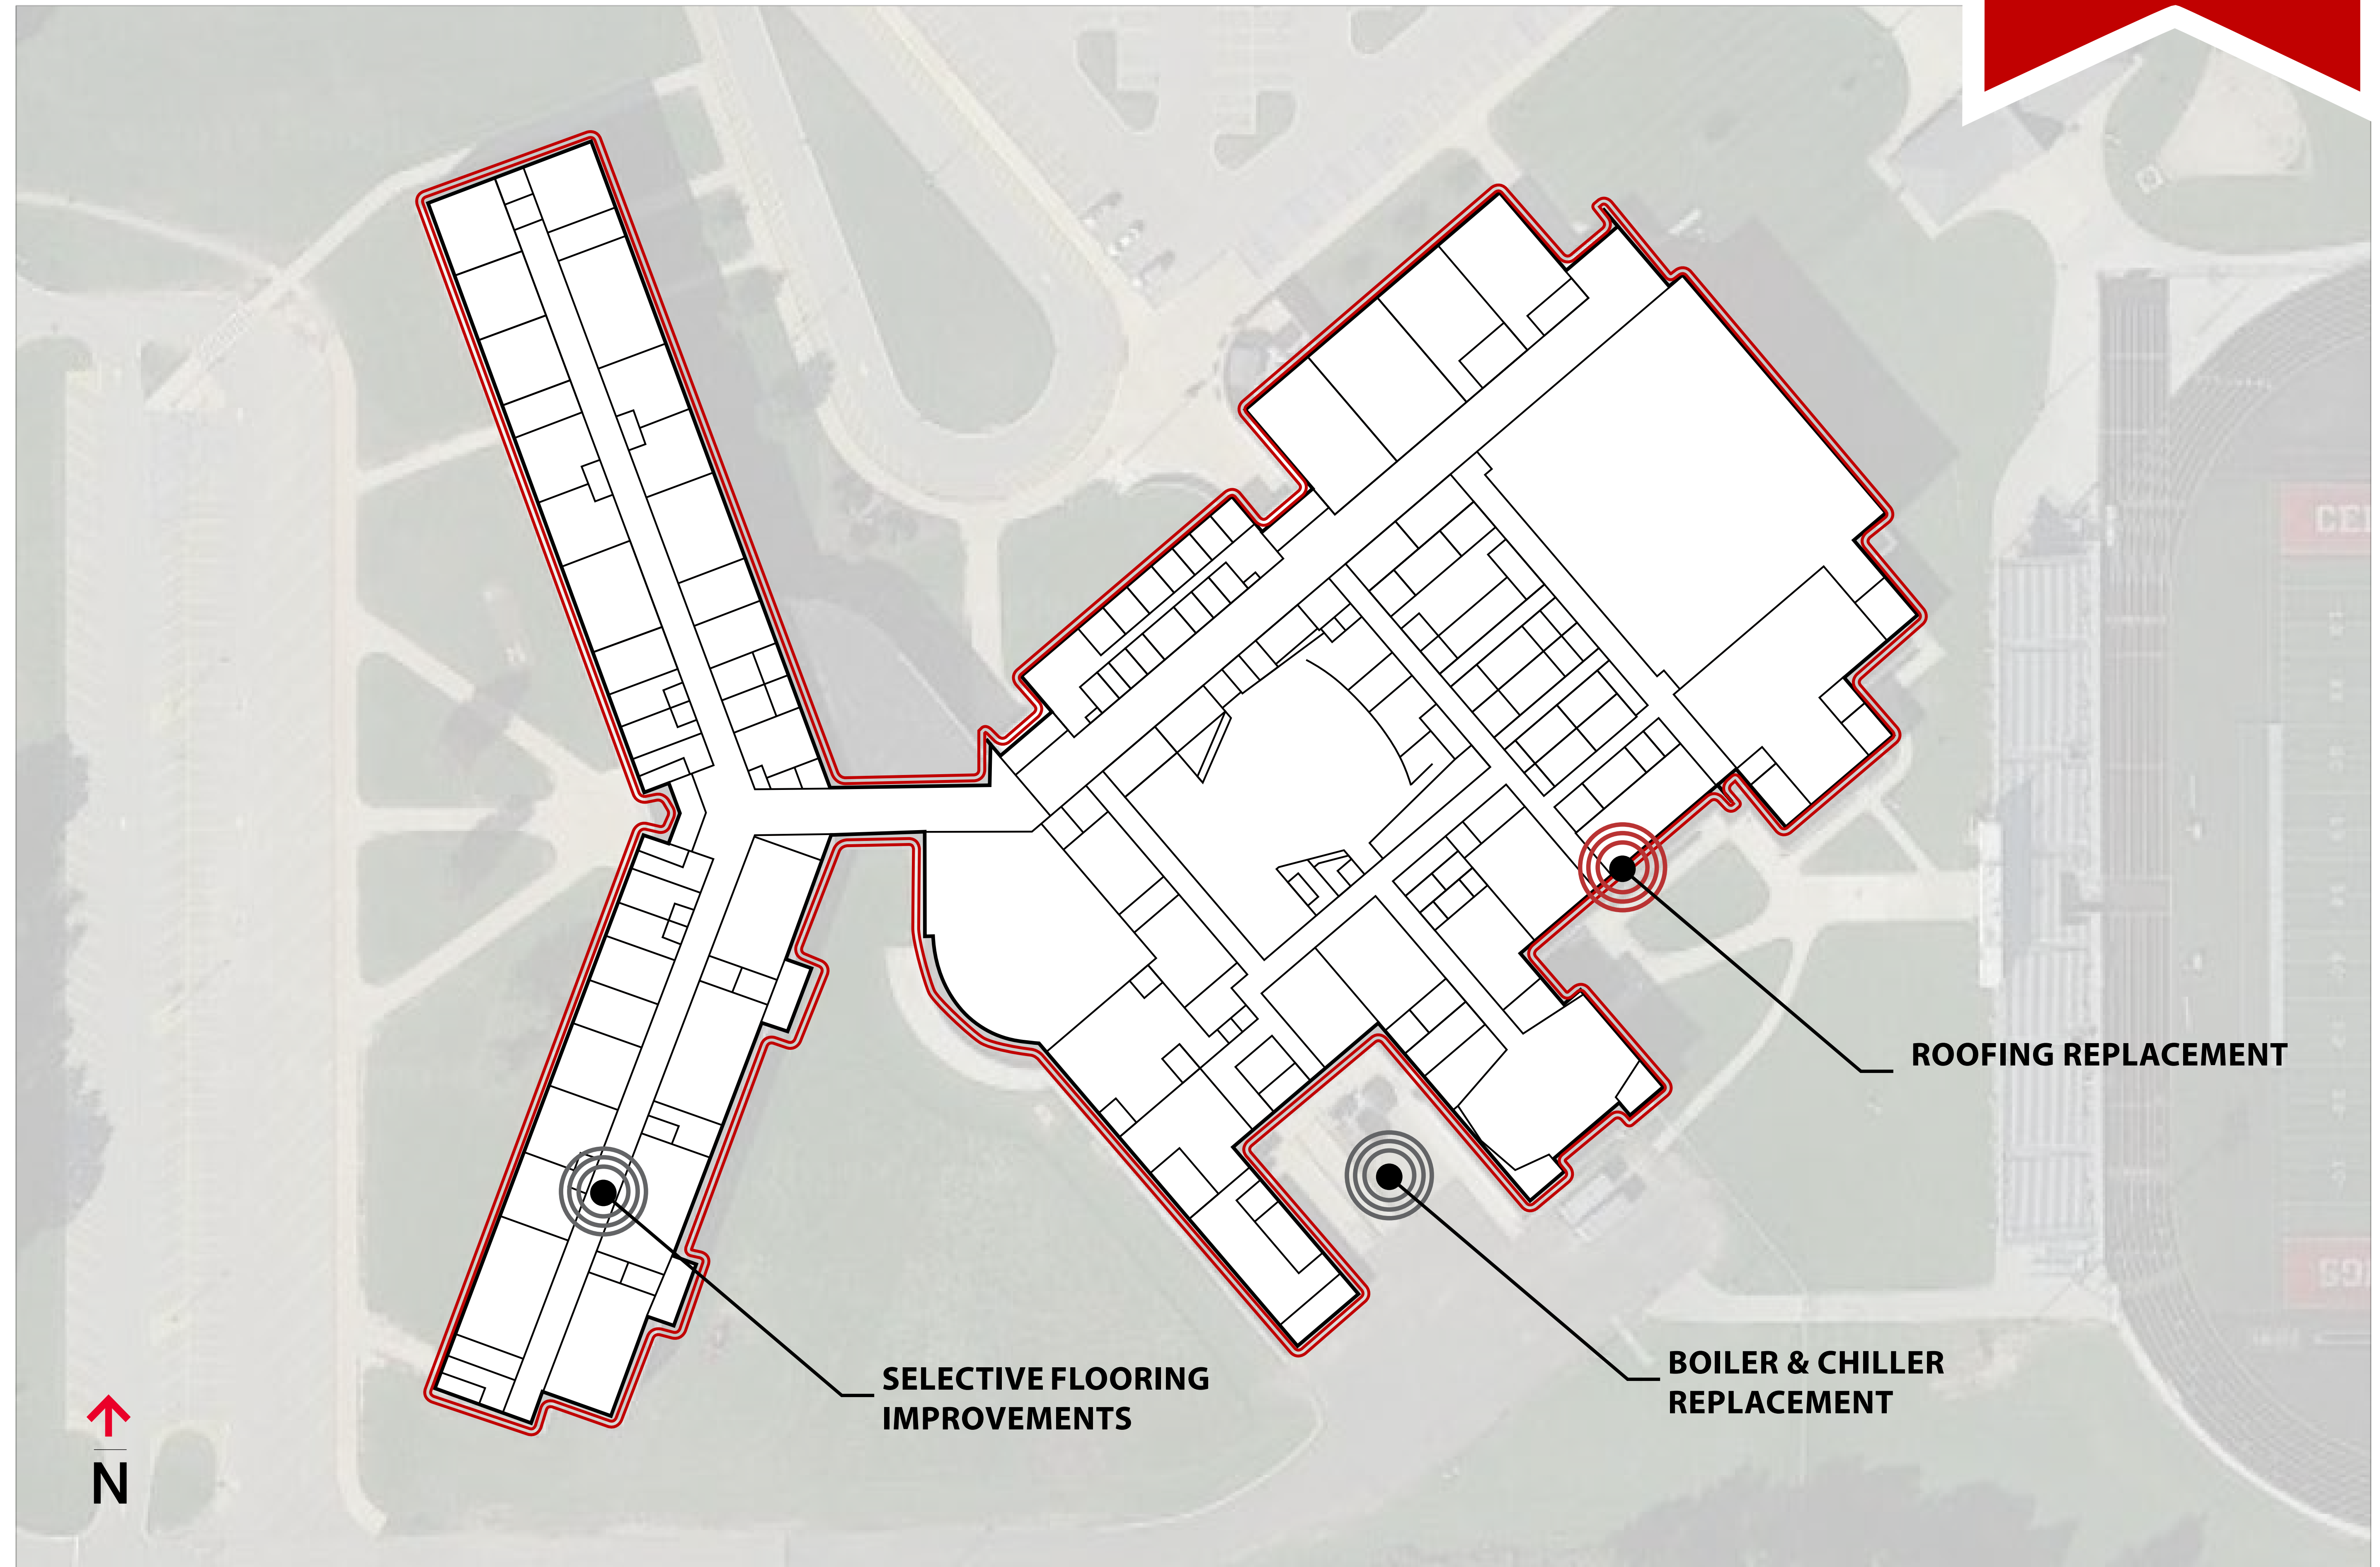 ROOFING REPLACEMENT
BOILER & CHILLER
REPLACEMENT
SELECTIVE FLOORING
IMPROVEMENTS
N